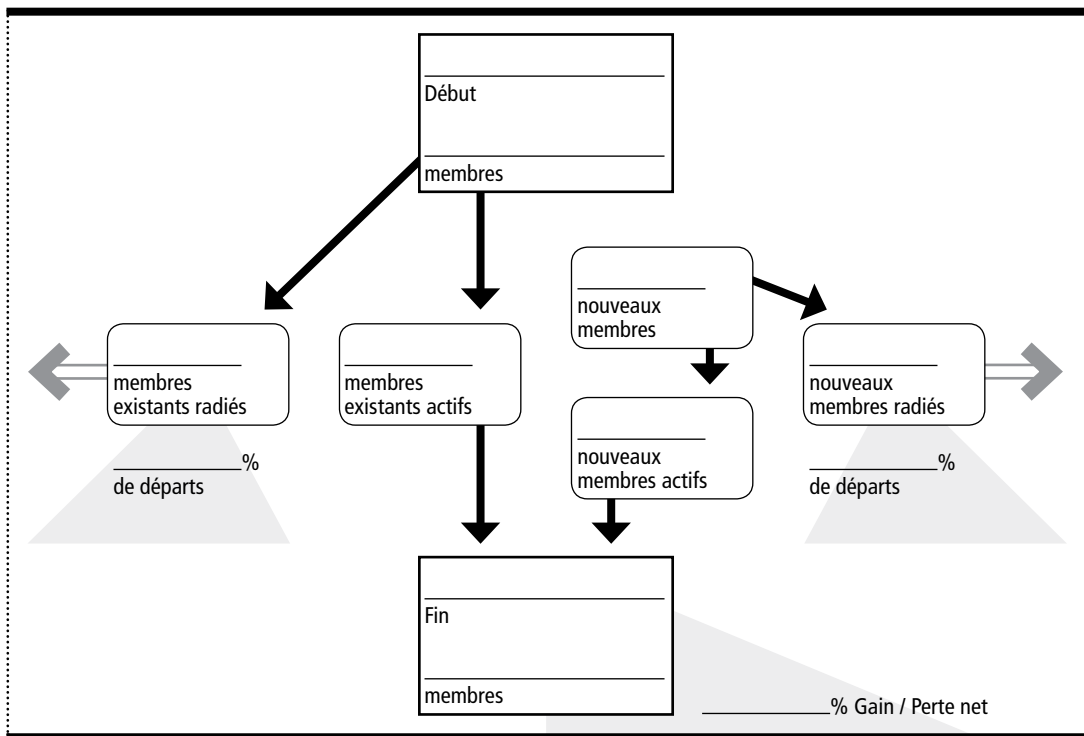 Début
membres
nouveaux
membres
membres
existants radiés
membres
existants actifs
nouveaux
membres radiés
nouveaux
membres actifs
%
de départs
%
de départs
Fin
membres
% Gain / Perte net